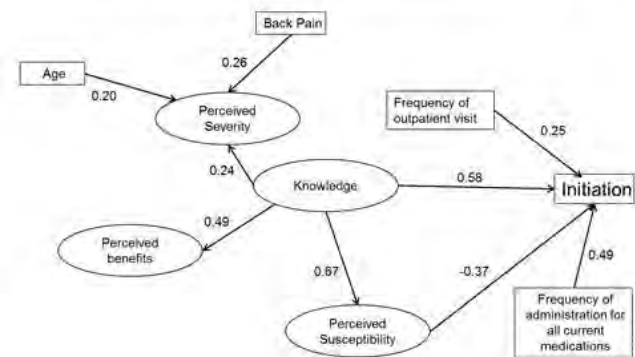 Back Pain
Age
0.26
0.20
Perceived
Severity
Frequency of
outpatient visit
0.25
0.24
Knowledge
0.58
Initiation
0.49
Perceived
benefits
0.67
-0.37
0.49
Perceived
Susceptibility
Frequency of
administration for
all current
medications